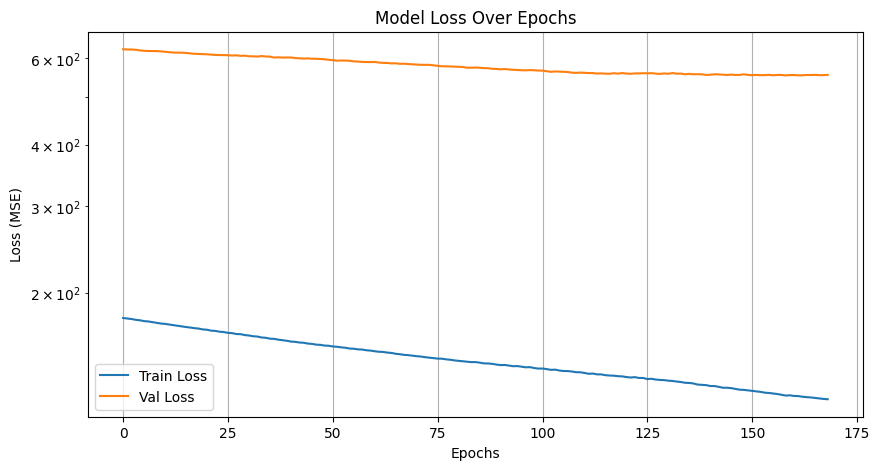 Model Loss Over Epochs
Loss (MSE)
6 × 10²
4 × 10²
3 × 10²
2 × 10²
Train Loss
Val Loss
0 25 50 75 100 125 150 175
Epochs